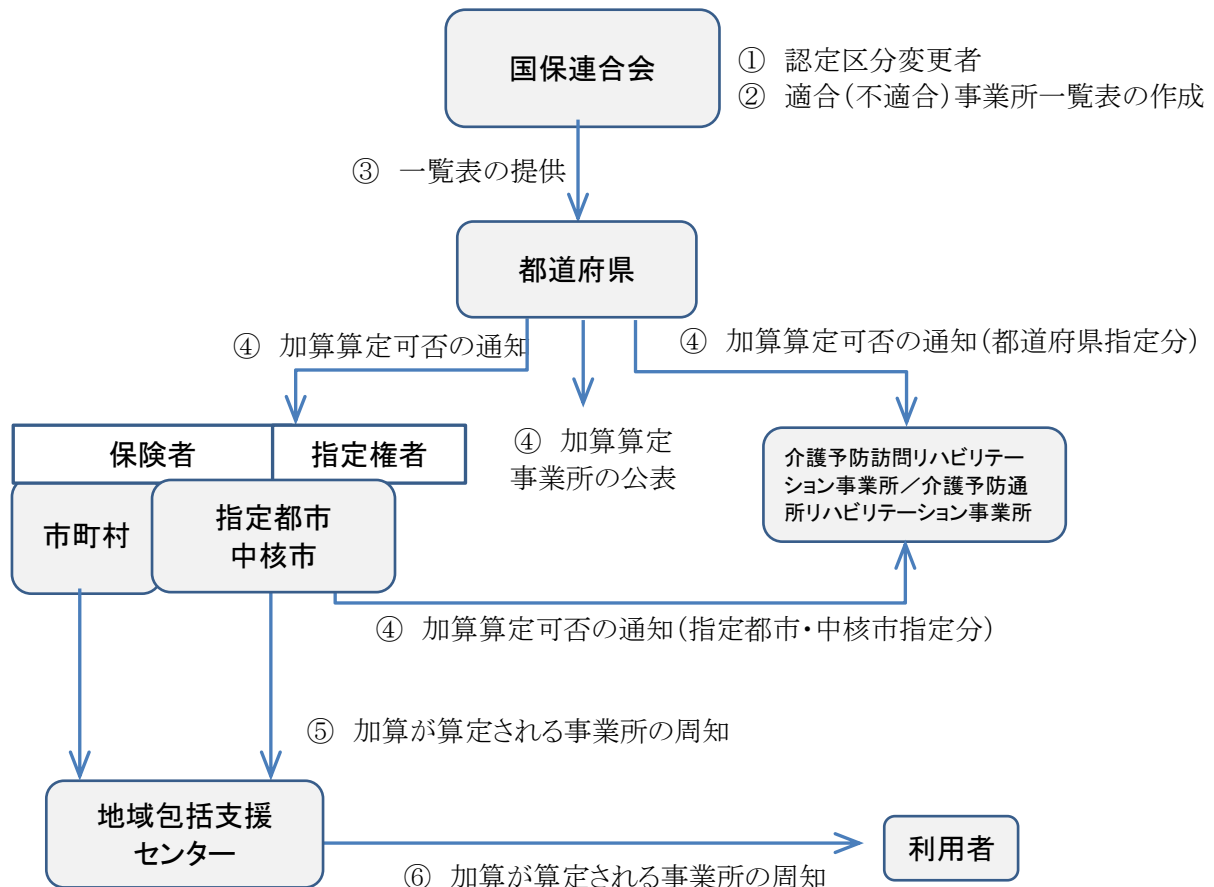 国保連合会
① 認定区分変更者
② 適合(不適合)事業所一覧表の作成
③ 一覧表の提供
都道府県
④ 加算算定可否の通知
④ 加算算定可否の通知(都道府県指定分)
保険者
指定権者
④ 加算算定
事業所の公表
介護予防訪問リハビリテー
ション事業所/介護予防通
所リハビリテーション事業所
市町村
指定都市
中核市
④ 加算算定可否の通知(指定都市・中核市指定分)
⑤ 加算が算定される事業所の周知
地域包括支援
センター
利用者
⑥ 加算が算定される事業所の周知